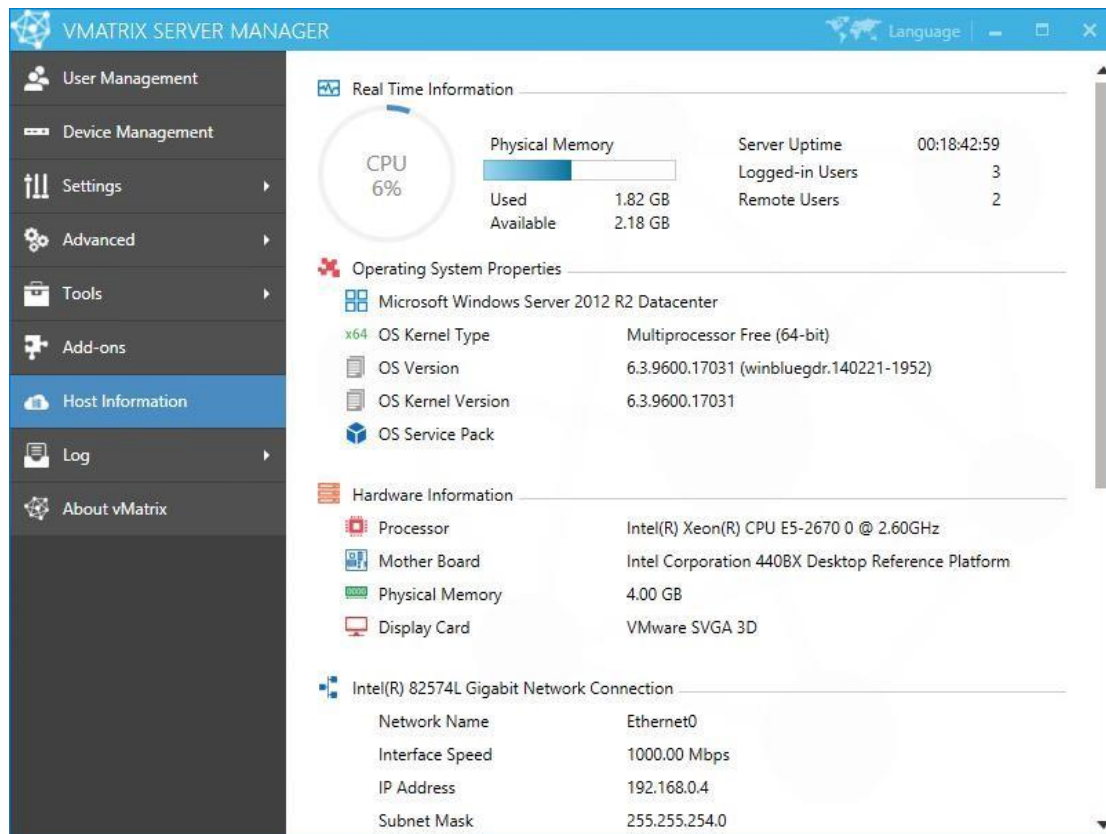 VMATRIX SERVER MANAGER
Language
User Management
Device Management
Settings
Advanced
Tools
Add-ons
Host Information
Log
About vMatrix
Real Time Information
CPU
6%
Physical Memory
Used 1.82 GB
Available 2.18 GB
Server Uptime 00:18:42:59
Logged-in Users 3
Remote Users 2
Operating System Properties
Microsoft Windows Server 2012 R2 Datacenter
x64 OS Kernel Type Multiprocessor Free (64-bit)
OS Version 6.3.9600.17031 (winbluegdr.140221-1952)
OS Kernel Version 6.3.9600.17031
OS Service Pack
Hardware Information
Processor Intel(R) Xeon(R) CPU E5-2670 0 @ 2.60GHz
Mother Board Intel Corporation 440BX Desktop Reference Platform
Physical Memory 4.00 GB
Display Card VMware SVGA 3D
Intel(R) 82574L Gigabit Network Connection
Network Name Ethernet0
Interface Speed 1000.00 Mbps
IP Address 192.168.0.4
Subnet Mask 255.255.254.0